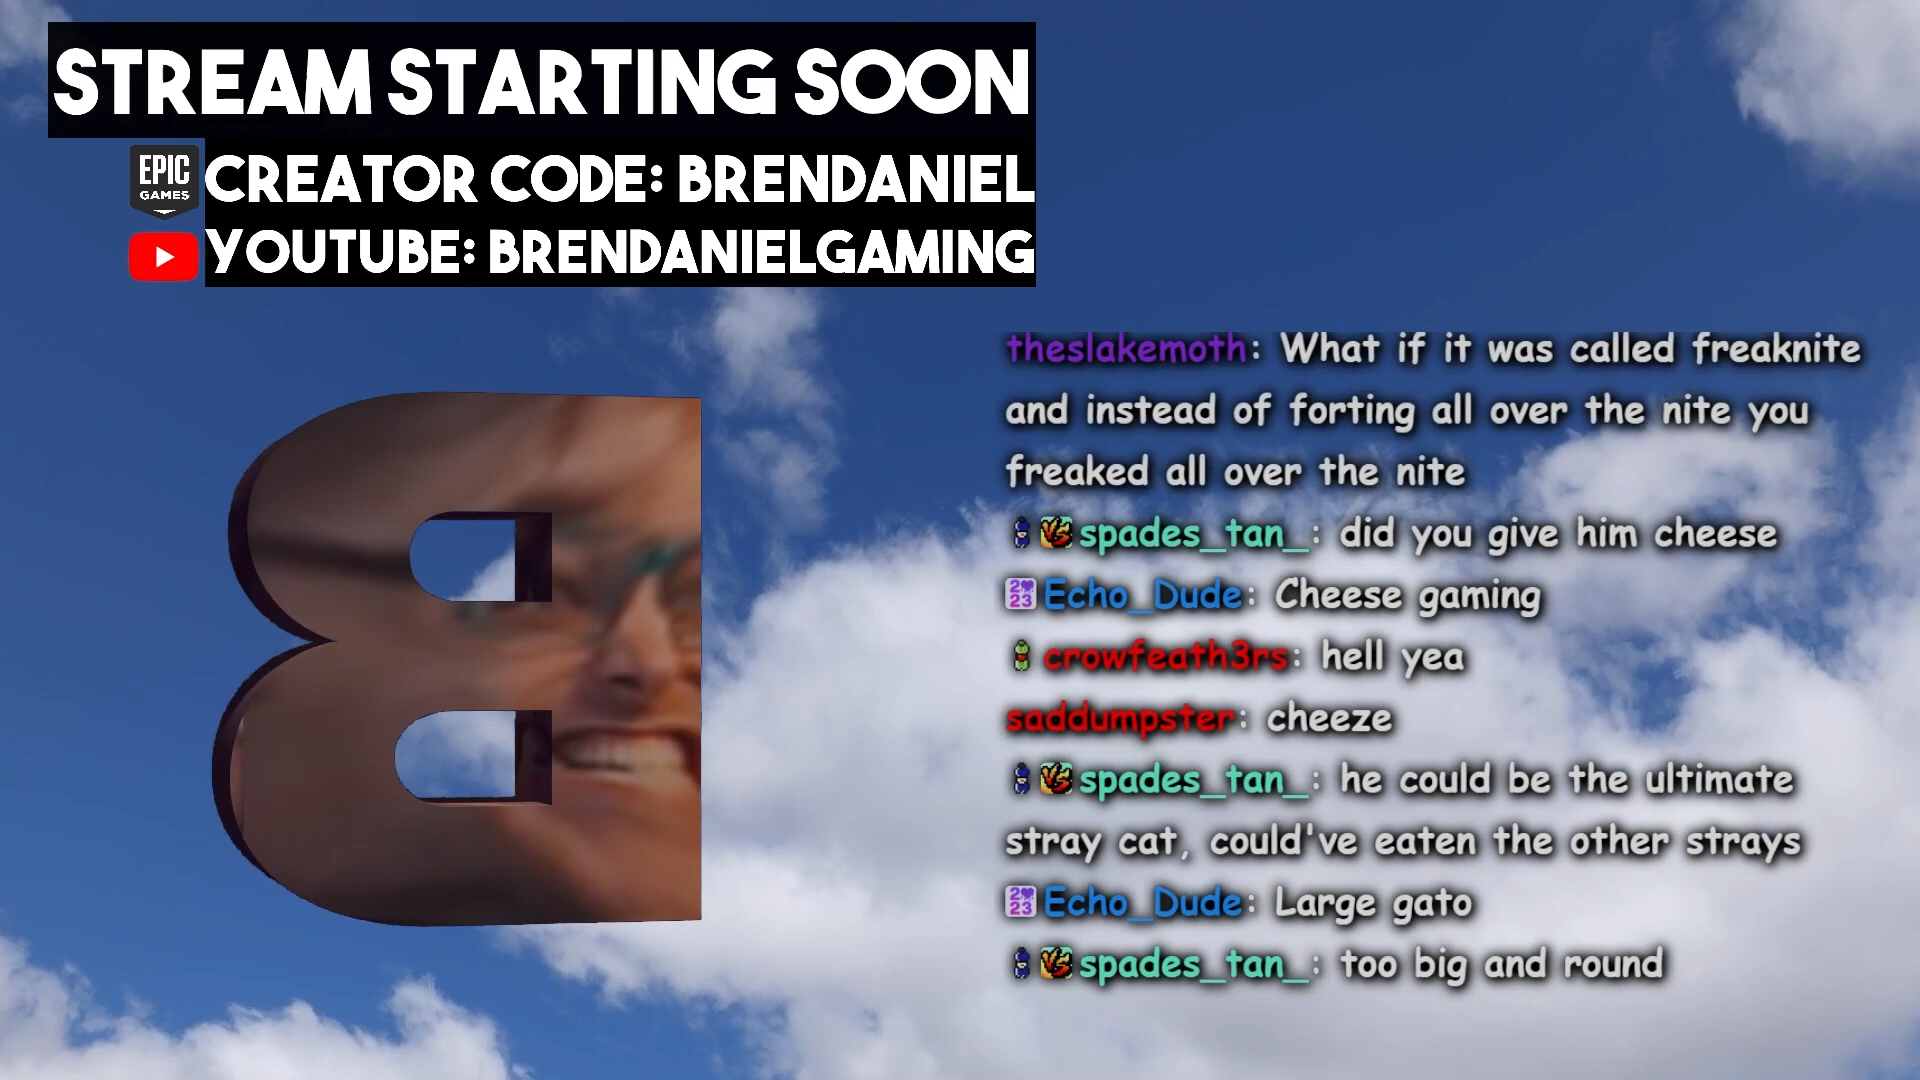 STREAM STARTING SOON
EPIC
GAMES
CREATOR CODE: BRENDANIEL
YOUTUBE: BRENDANIELGAMING
theslakemoth: What if it was called freaknite
and instead of forting all over the nite you
freaked all over the nite
spades_tan_: did you give him cheese
2023 Echo_Dude: Cheese gaming
crowfeath3rs: hell yea
saddumpster: cheeze
spades_tan_: he could be the ultimate
stray cat, could've eaten the other strays
2023 Echo_Dude: Large gato
spades_tan_: too big and round
B